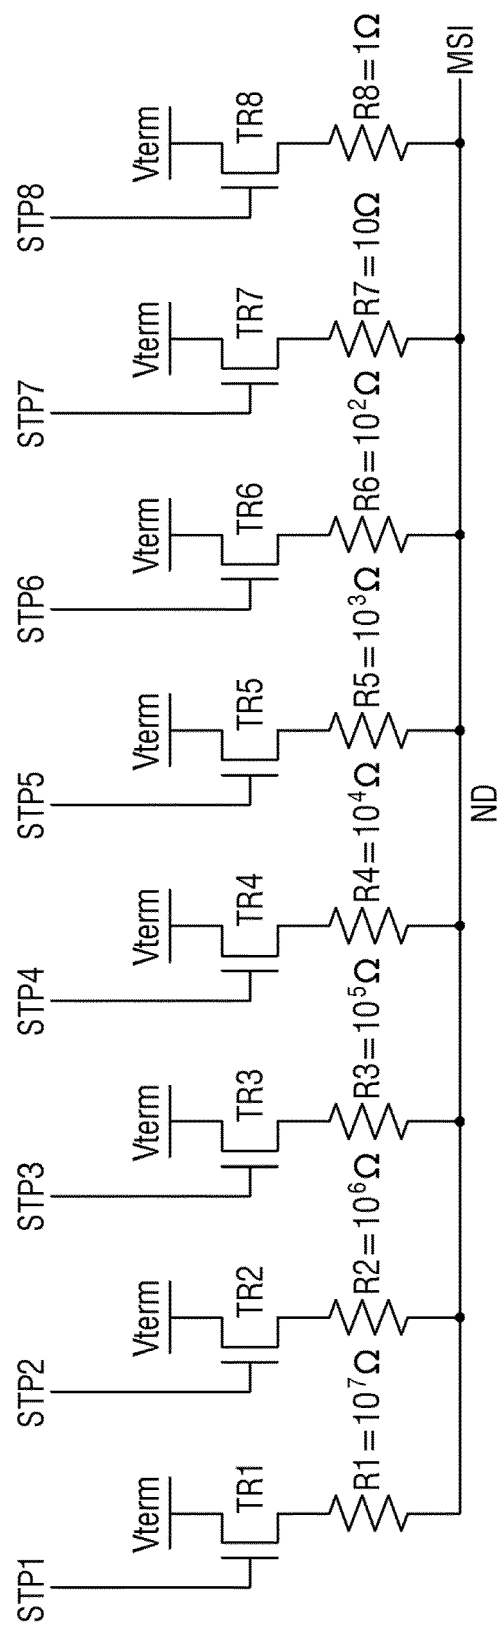 STP1 STP2 STP3 STP4 STP5 STP6 STP7 STP8
Vterm Vterm Vterm Vterm Vterm Vterm Vterm Vterm
TR1 TR2 TR3 TR4 TR5 TR6 TR7 TR8
R1=10⁷Ω R2=10⁶Ω R3=10⁵Ω R4=10⁴Ω R5=10³Ω R6=10²Ω R7=10Ω R8=1Ω
MSI
ND